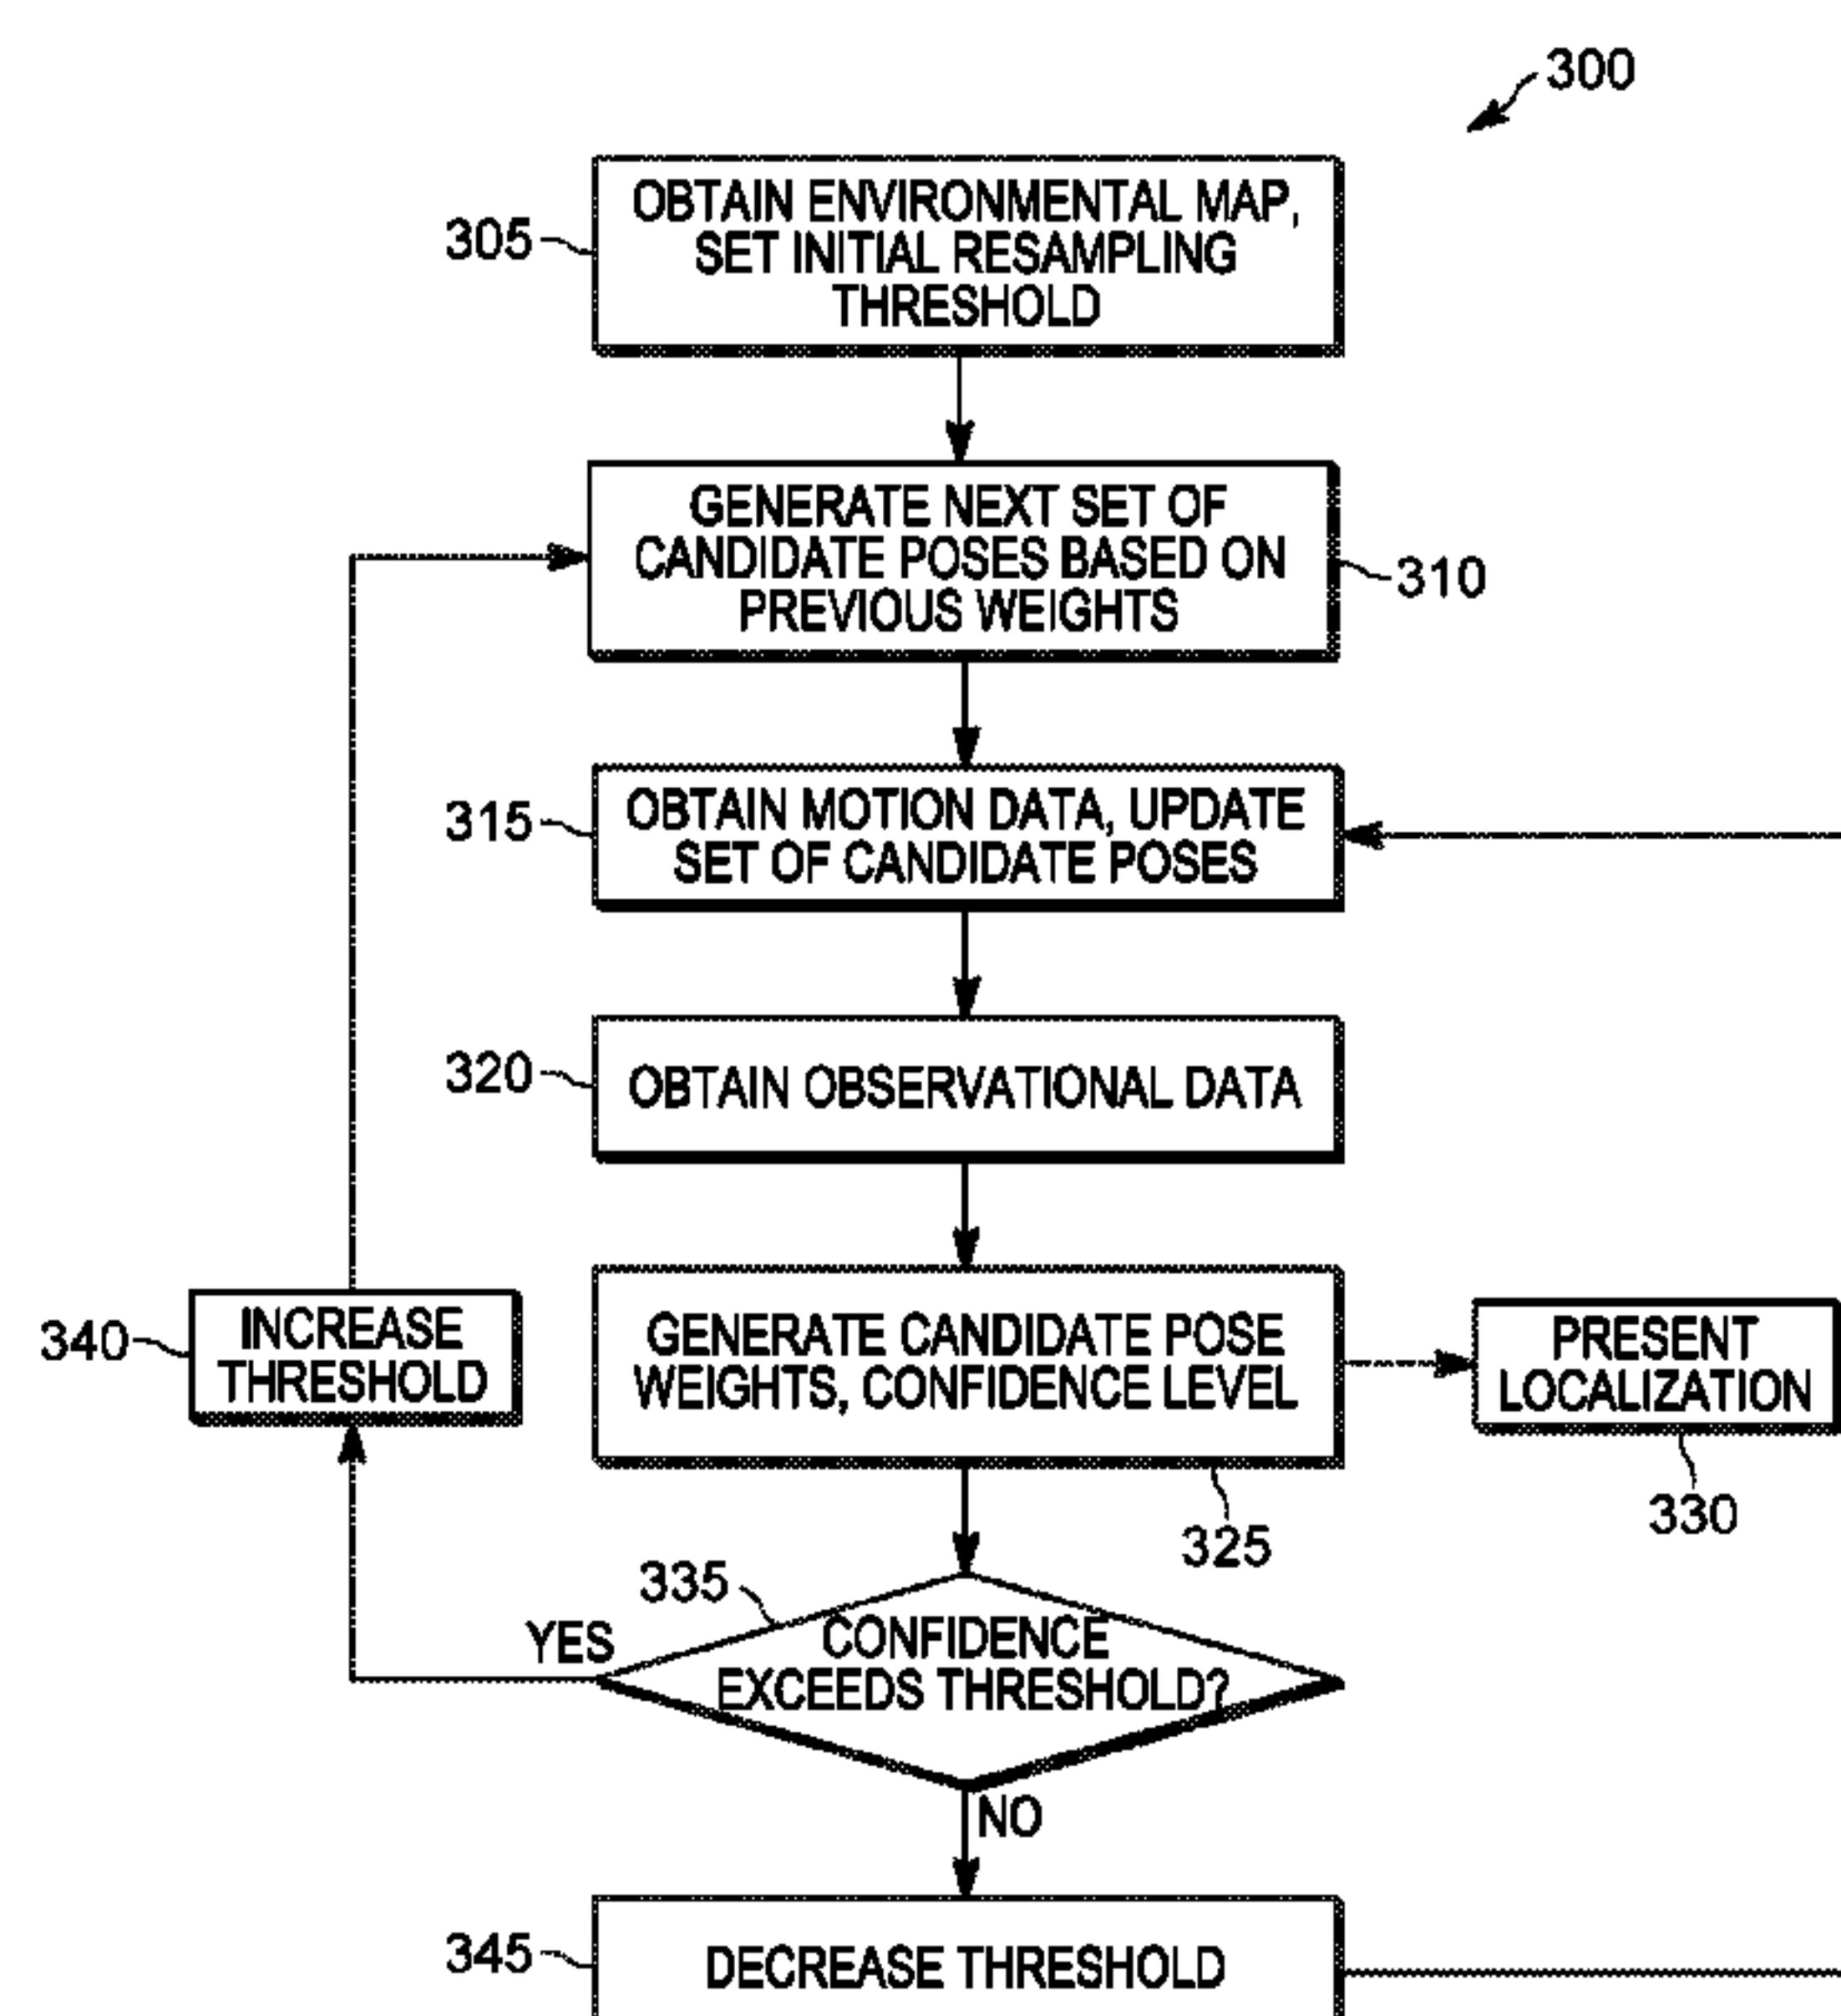 300
OBTAIN ENVIRONMENTAL MAP,
SET INITIAL RESAMPLING
THRESHOLD
305
GENERATE NEXT SET OF
CANDIDATE POSES BASED ON
PREVIOUS WEIGHTS
310
OBTAIN MOTION DATA, UPDATE
SET OF CANDIDATE POSES
315
OBTAIN OBSERVATIONAL DATA
320
GENERATE CANDIDATE POSE
WEIGHTS, CONFIDENCE LEVEL
325
PRESENT
LOCALIZATION
330
INCREASE
THRESHOLD
340
335
CONFIDENCE
EXCEEDS THRESHOLD?
YES
NO
DECREASE THRESHOLD
345